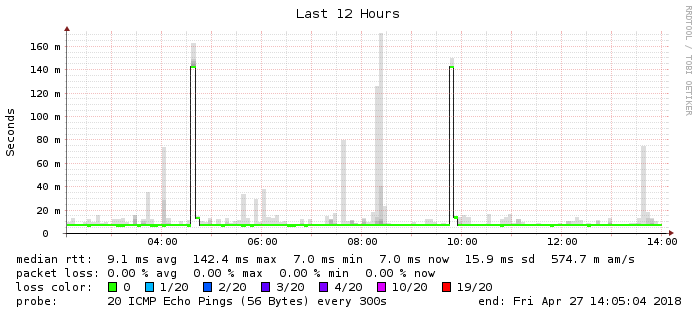 Last 12 Hours
RRDTOOL / TOBI OETIKER
Seconds
160 m
140 m
120 m
100 m
80 m
60 m
40 m
20 m
0
04:00 06:00 08:00 10:00 12:00 14:00
median rtt: 9.1 ms avg 142.4 ms max 7.0 ms min 7.0 ms now 15.9 ms sd 574.7 m am/s
packet loss: 0.00 % avg 0.00 % max 0.00 % min 0.00 % now
loss color: 0 1/20 2/20 3/20 4/20 10/20 19/20
probe: 20 ICMP Echo Pings (56 Bytes) every 300s end: Fri Apr 27 14:05:04 2018